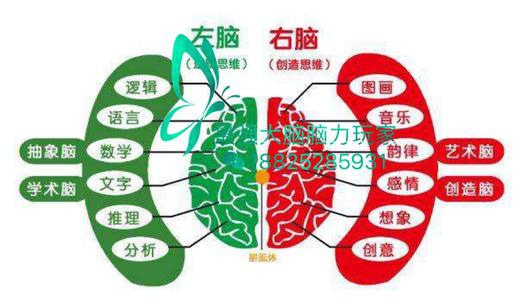 左脑
右脑
(创造思维)
逻辑
语言
数学
文字
推理
分析
抽象脑
学术脑
图画
音乐
韵律
感情
想象
创意
艺术脑
创造脑
胼胝体
大脑脑力玩家